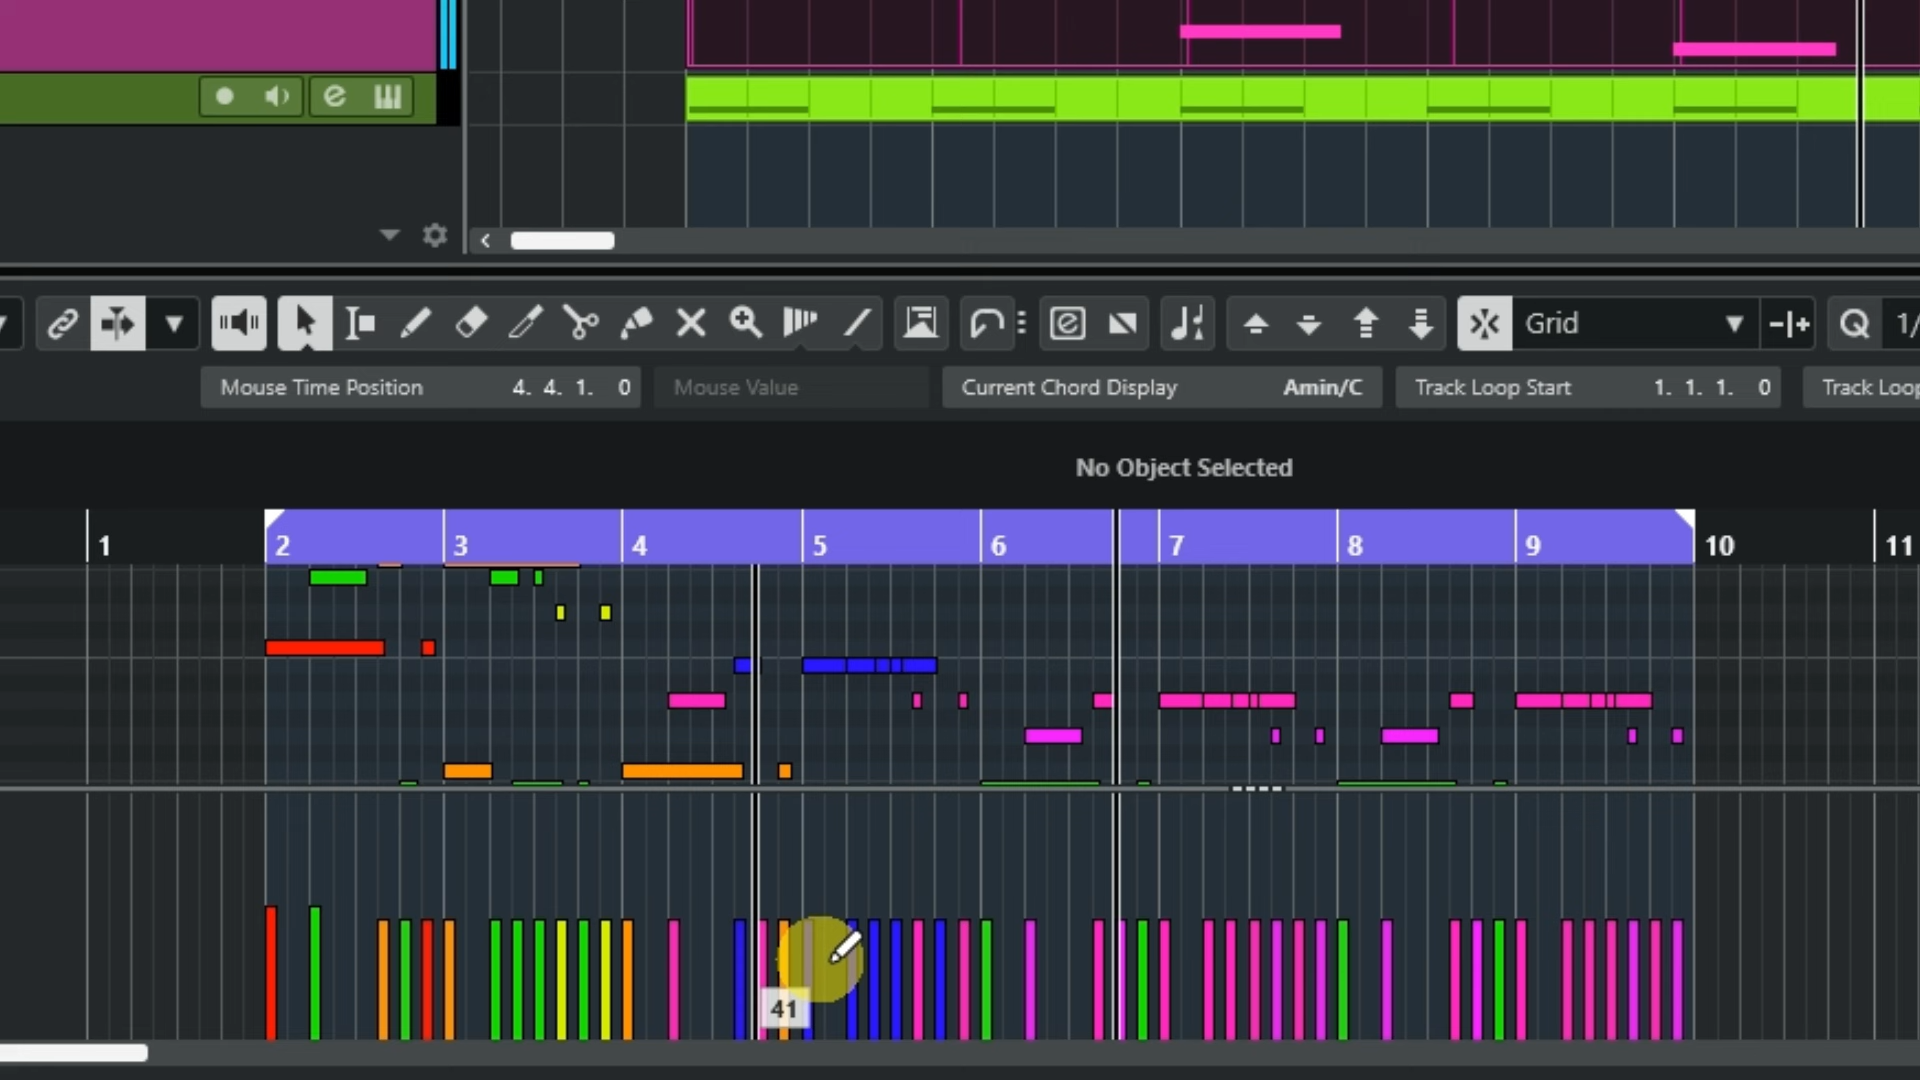 Grid
1/
Mouse Time Position 4. 4. 1. 0
Mouse Value
Current Chord Display Amin/C
Track Loop Start 1. 1. 1. 0
Track Loop
No Object Selected
1 2 3 4 5 6 7 8 9 10 11
41